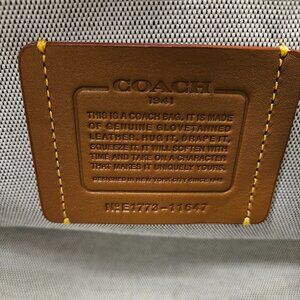 COACH
1941
THIS IS A COACH BAG. IT IS MADE
OF GENUINE GLOVETANNED
LEATHER. HUG IT, DRAPE IT,
SQUEEZE IT. IT WILL SOFTEN WITH
TIME AND TAKE ON A CHARACTER
THAT MAKES IT UNIQUELY YOURS.
DESIGNED IN NEW YORK CITY SINCE 1941
Nº E1773-11647